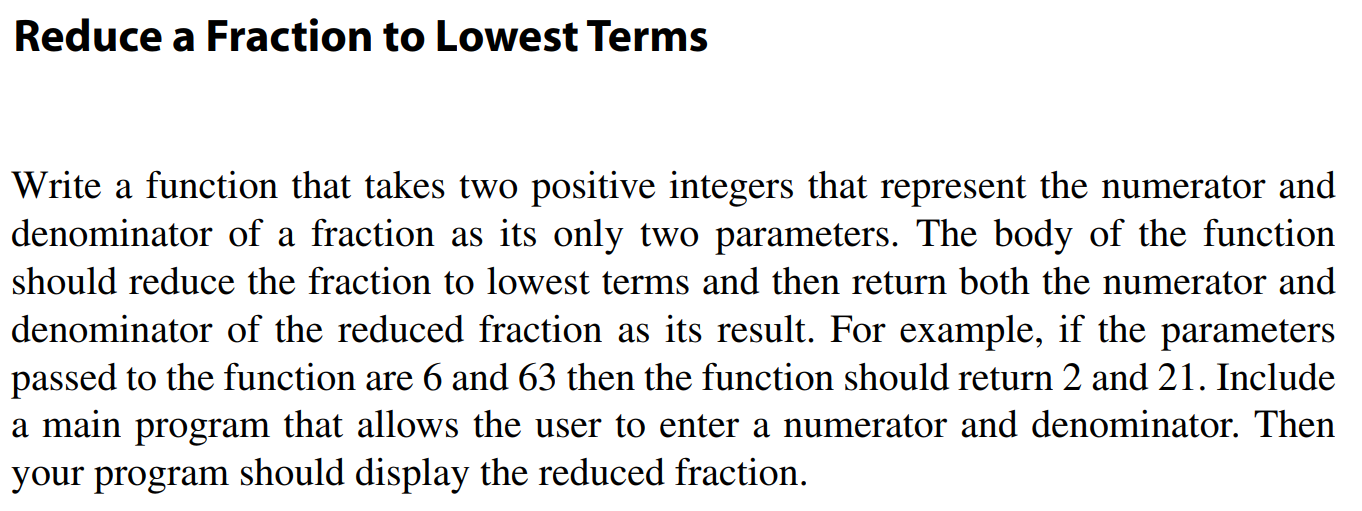 Reduce a Fraction to Lowest Terms
Write a function that takes two positive integers that represent the numerator and
denominator of a fraction as its only two parameters. The body of the function
should reduce the fraction to lowest terms and then return both the numerator and
denominator of the reduced fraction as its result. For example, if the parameters
passed to the function are 6 and 63 then the function should return 2 and 21. Include
a main program that allows the user to enter a numerator and denominator. Then
your program should display the reduced fraction.